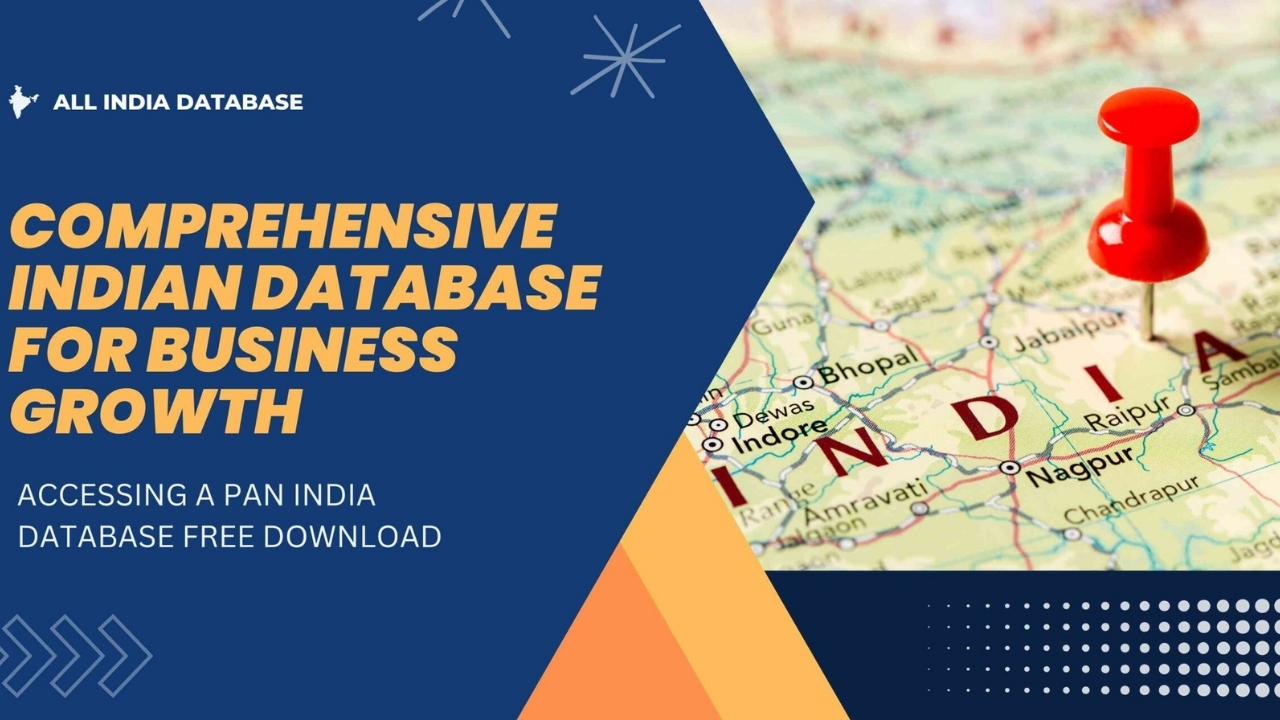 ALL INDIA DATABASE
COMPREHENSIVE
INDIAN DATABASE
FOR BUSINESS
GROWTH
ACCESSING A PAN INDIA
DATABASE FREE DOWNLOAD
Lalitpur
Guna
Sagar
Jabalpur
Bhopal
Dewas
Indore
Raipur
INDIA
Nagpur
Amravati
Chandrapur